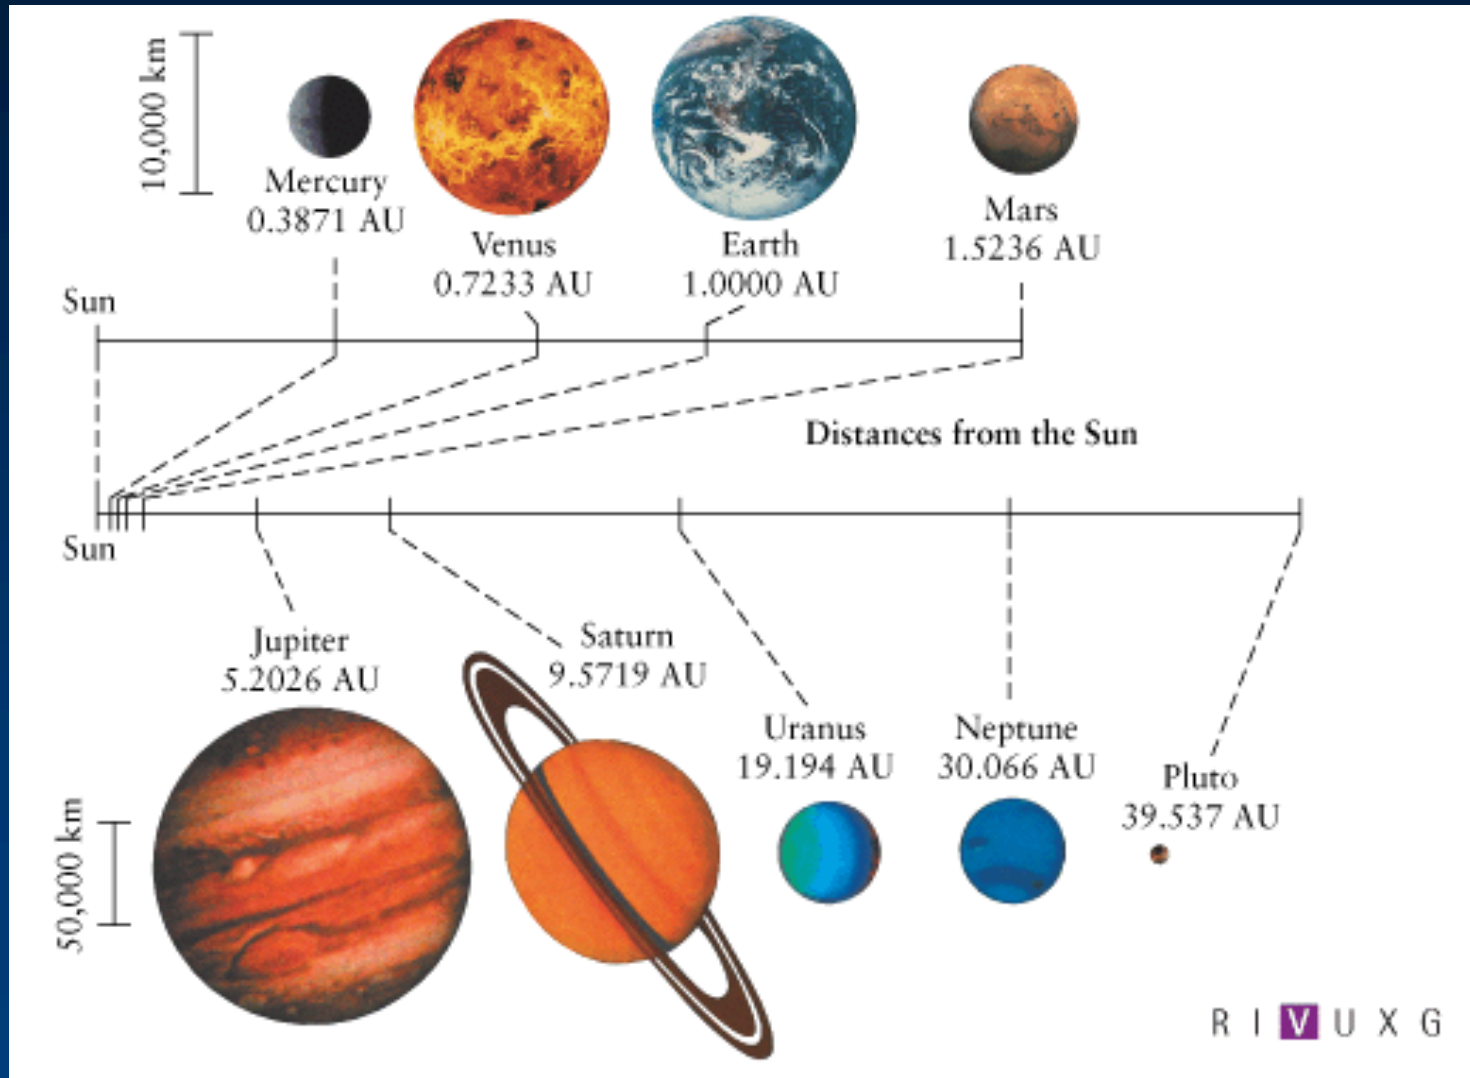 10,000 km
Mercury
0.3871 AU
Venus
0.7233 AU
Earth
1.0000 AU
Mars
1.5236 AU
Sun
Distances from the Sun
Sun
Jupiter
5.2026 AU
Saturn
9.5719 AU
Uranus
19.194 AU
Neptune
30.066 AU
Pluto
39.537 AU
50,000 km
R I V U X G